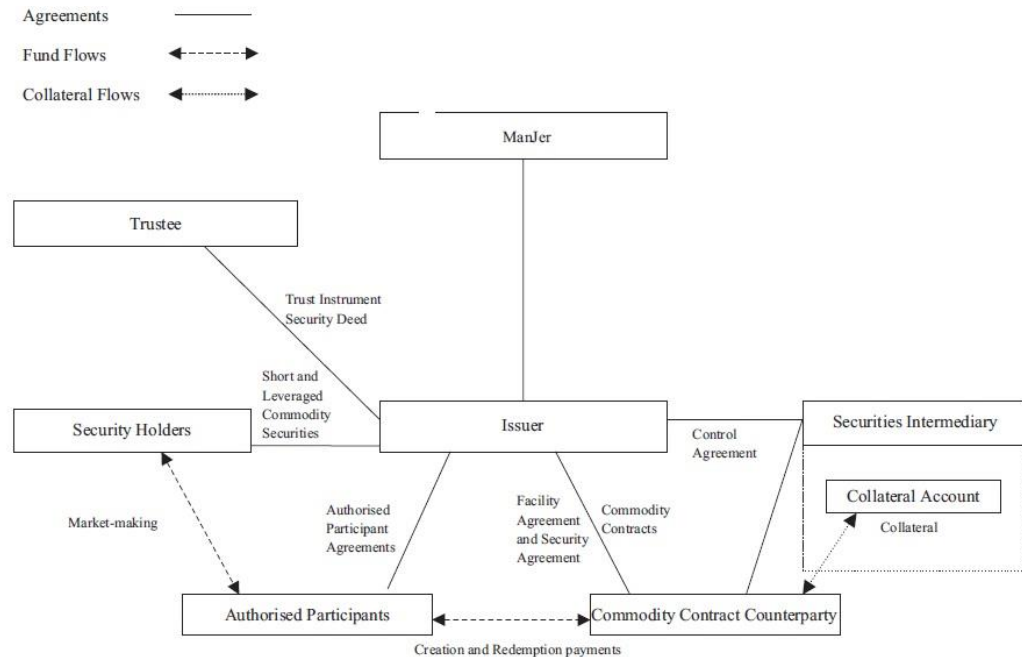 Agreements
Fund Flows
Collateral Flows
ManJer
Trustee
Trust Instrument
Security Deed
Short and
Leveraged
Commodity
Securities
Security Holders
Issuer
Securities Intermediary
Control
Agreement
Collateral Account
Collateral
Market-making
Authorised
Participant
Agreements
Facility
Agreement
and Security
Agreement
Commodity
Contracts
Authorised Participants
Commodity Contract Counterparty
Creation and Redemption payments